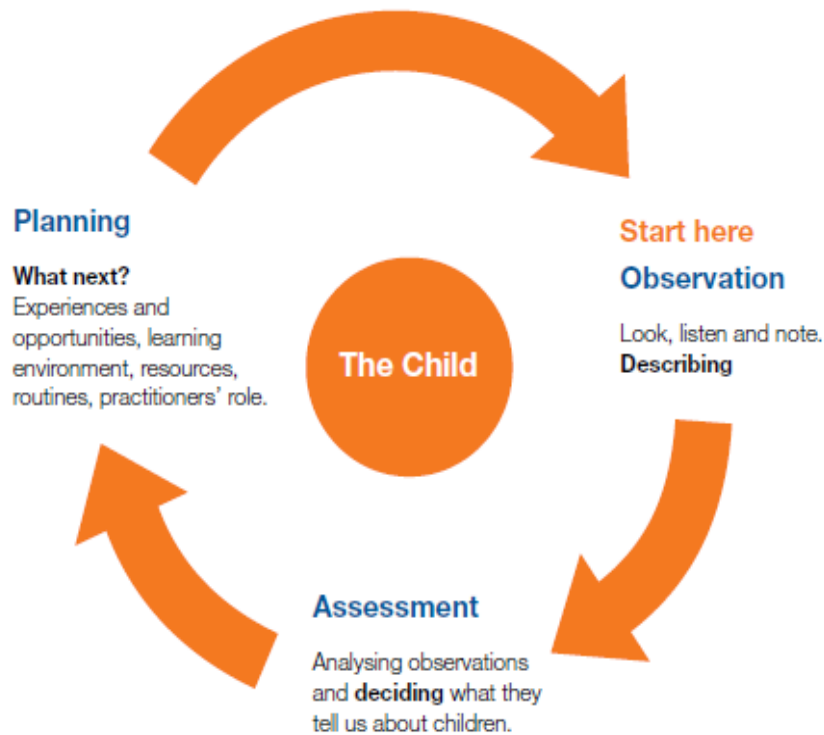 Planning
What next?
Experiences and
opportunities, learning
environment, resources,
routines, practitioners’ role.
The Child
Start here
Observation
Look, listen and note.
Describing
Assessment
Analysing observations
and deciding what they
tell us about children.